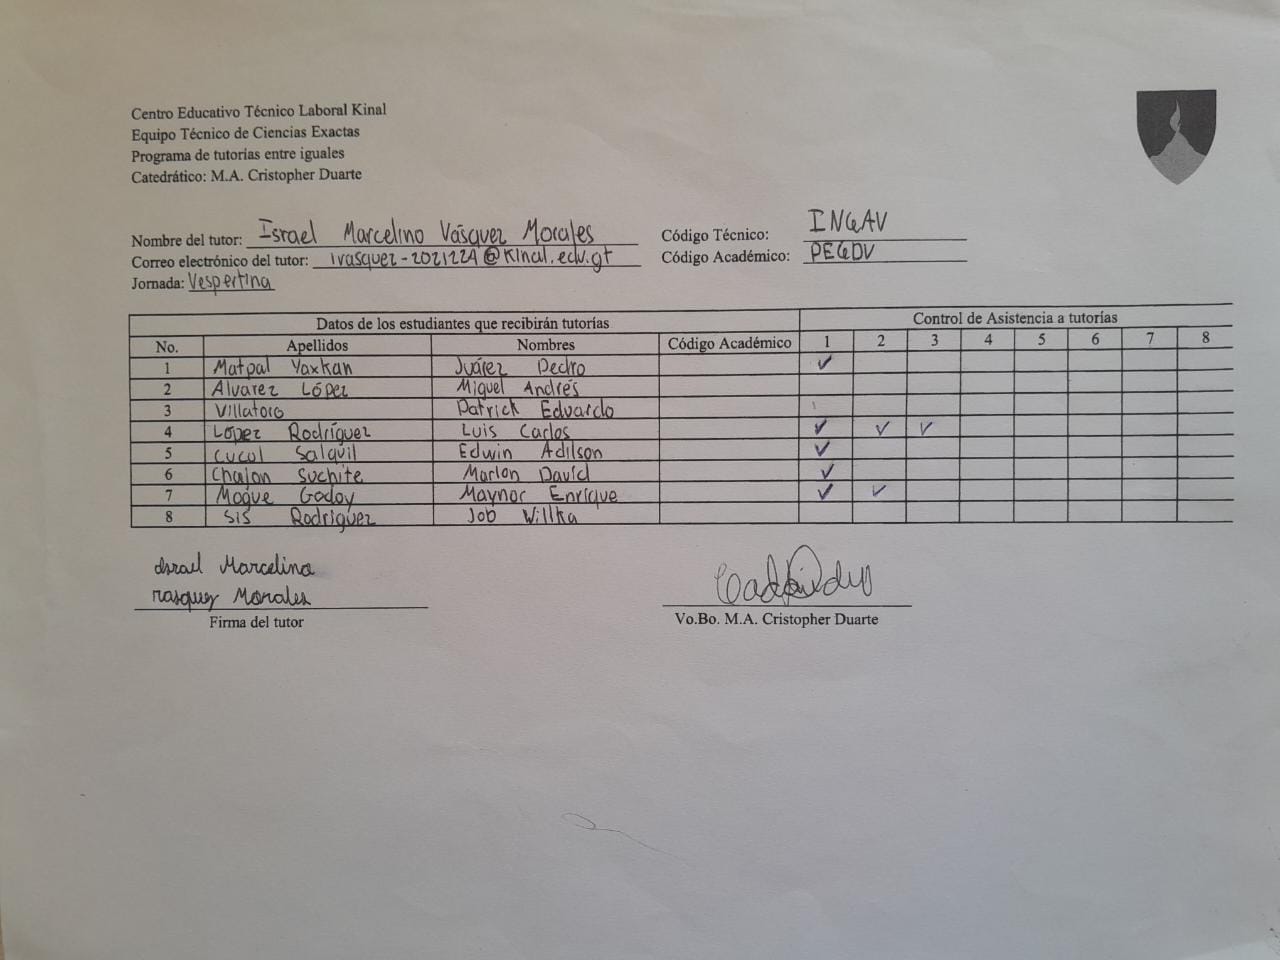 Centro Educativo Técnico Laboral Kinal
Equipo Técnico de Ciencias Exactas
Programa de tutorías entre iguales
Catedrático: M.A. Cristopher Duarte
Nombre del tutor: Israel Marcelino Vásquez Morales Código Técnico: IN6AV
Correo electrónico del tutor: ivasquez-2021224@kinal.edu.gt Código Académico: PE6DV
Jornada: Vespertina
Datos de los estudiantes que recibirán tutorías Control de Asistencia a tutorías
No. Apellidos Nombres Código Académico 1 2 3 4 5 6 7 8
1 Matpal Yaxkan Juárez Pedro ✓
2 Alvarez López Miguel Andrés
3 Villatoro Patrick Eduardo
4 López Rodríguez Luis Carlos ✓ ✓ ✓
5 Cucul Salquil Edwin Adilson ✓
6 Chajon Suchite Marlon David ✓
7 Mogue Godoy Maynor Enrique ✓ ✓
8 Sis Rodriguez Job Willka
Israel Marcelino
Vasquez Morales
Firma del tutor Vo.Bo. M.A. Cristopher Duarte